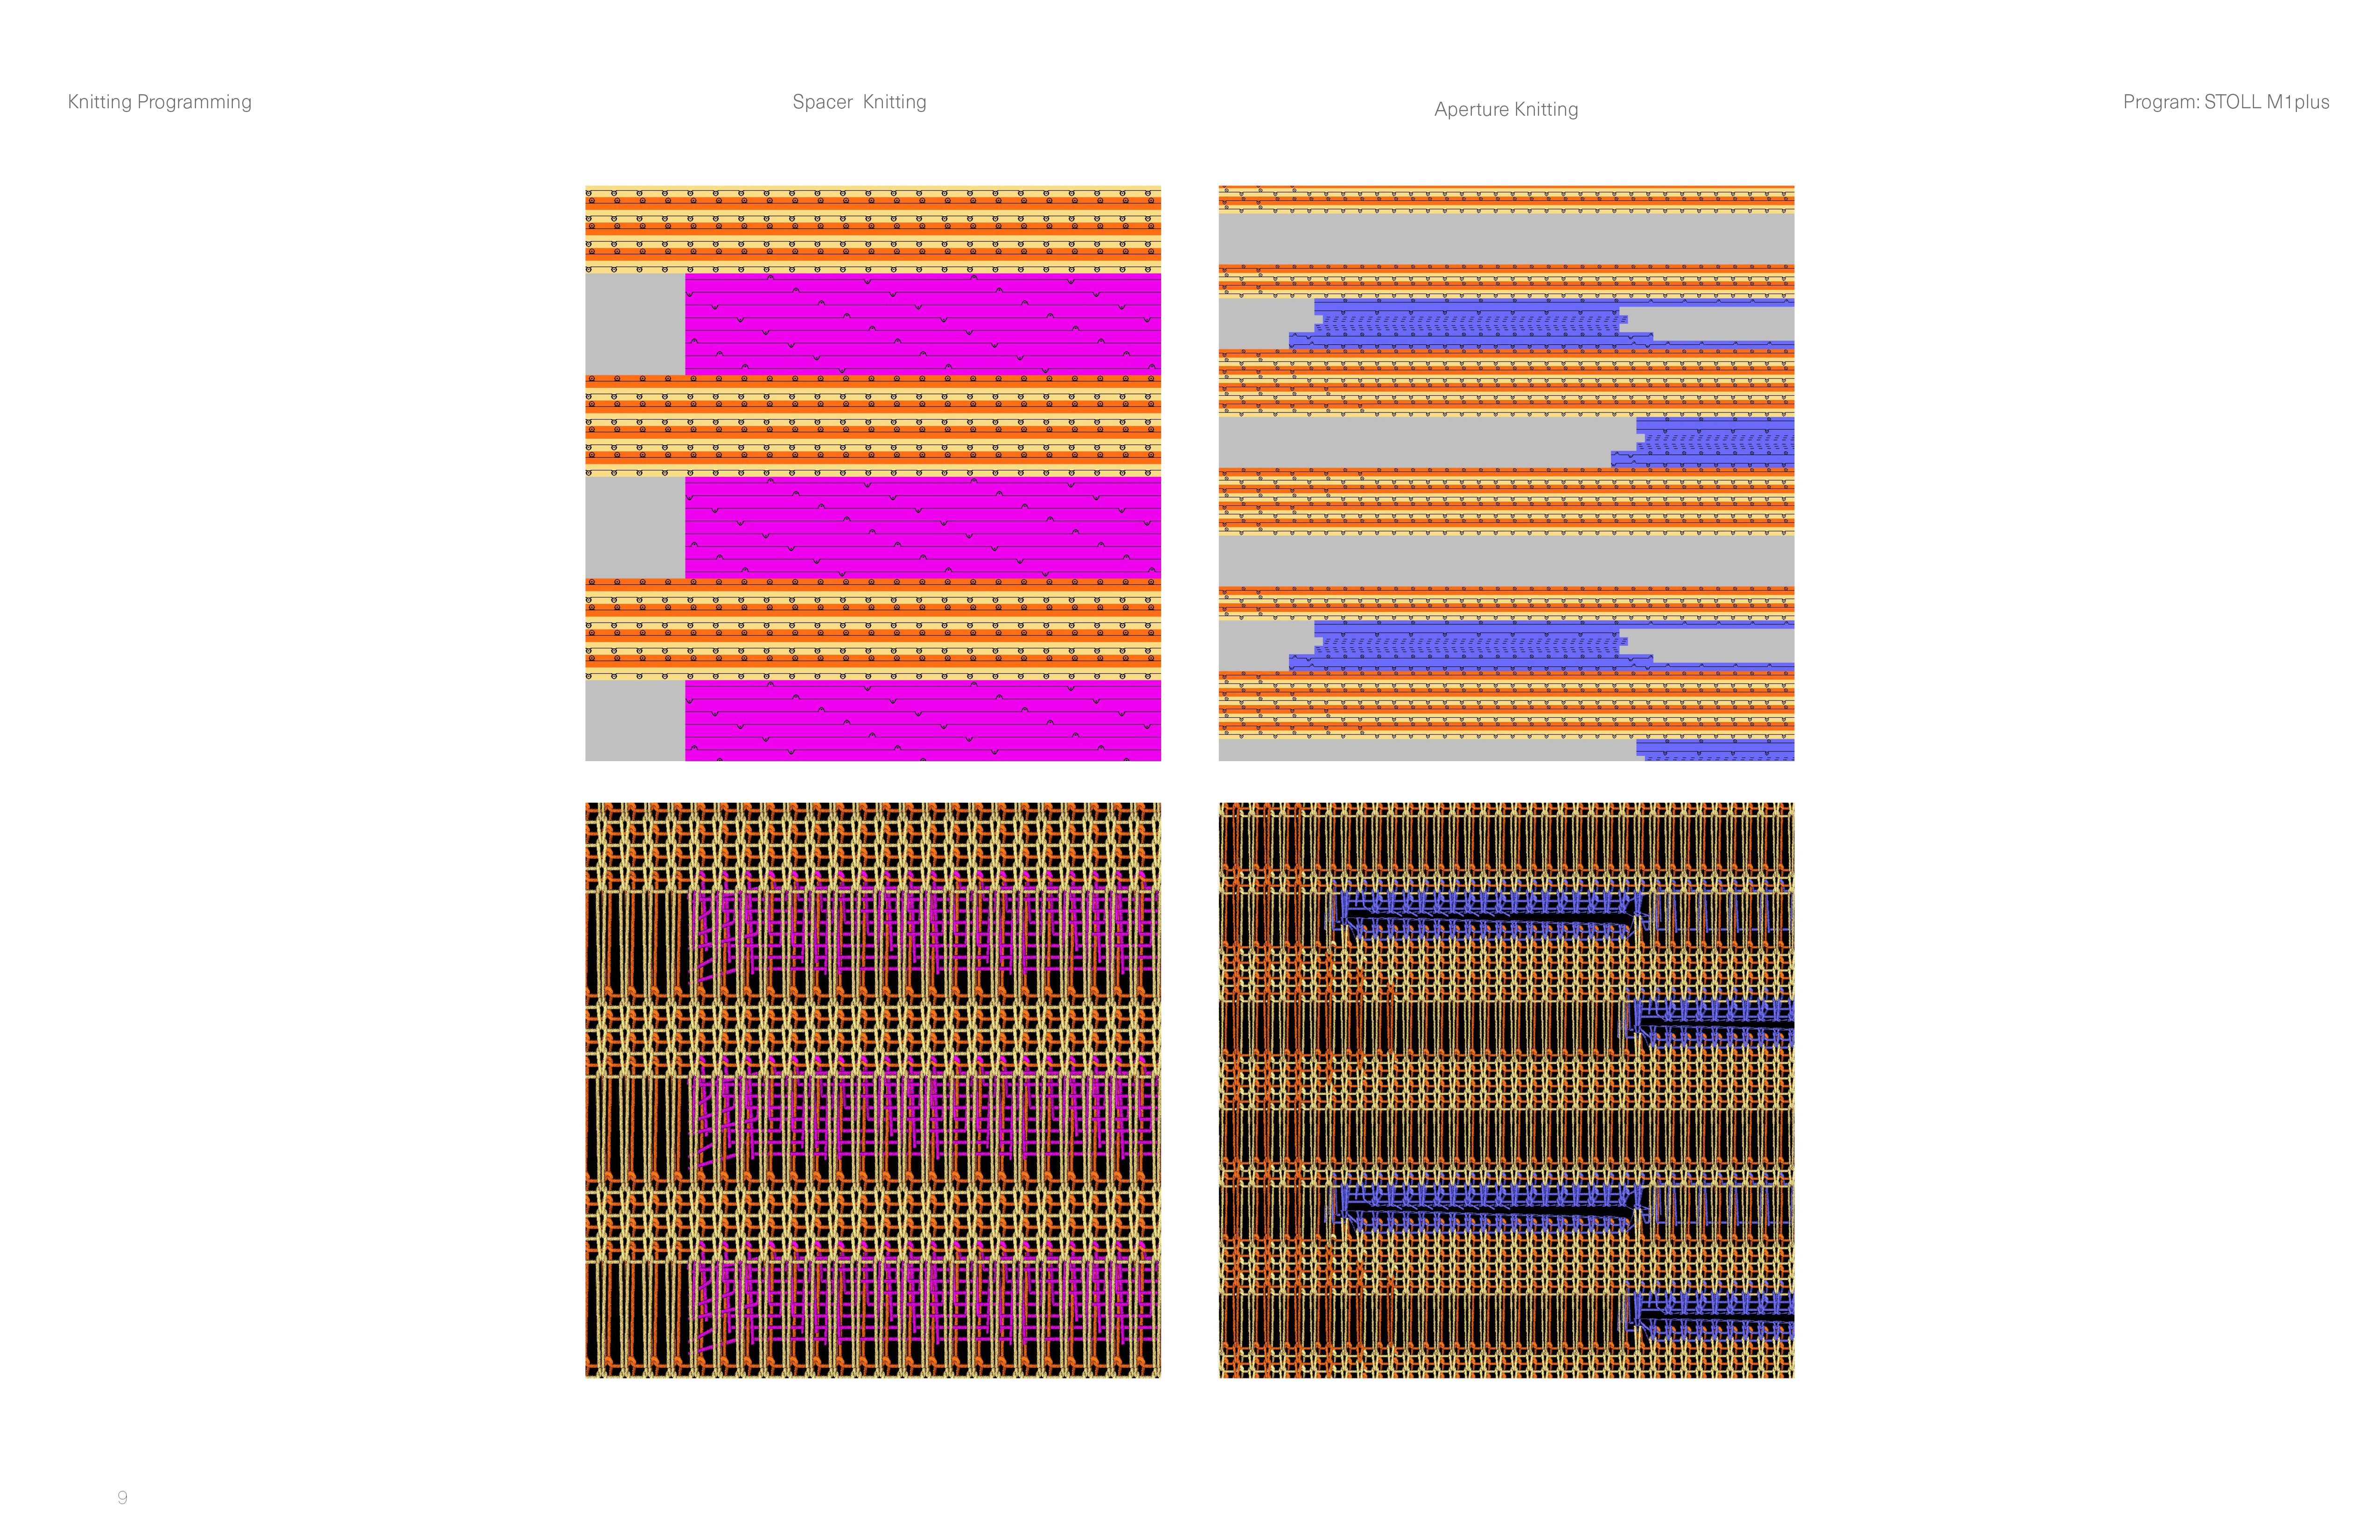 Knitting Programming
Spacer  Knitting
Aperture Knitting
Program: STOLL M1plus
9